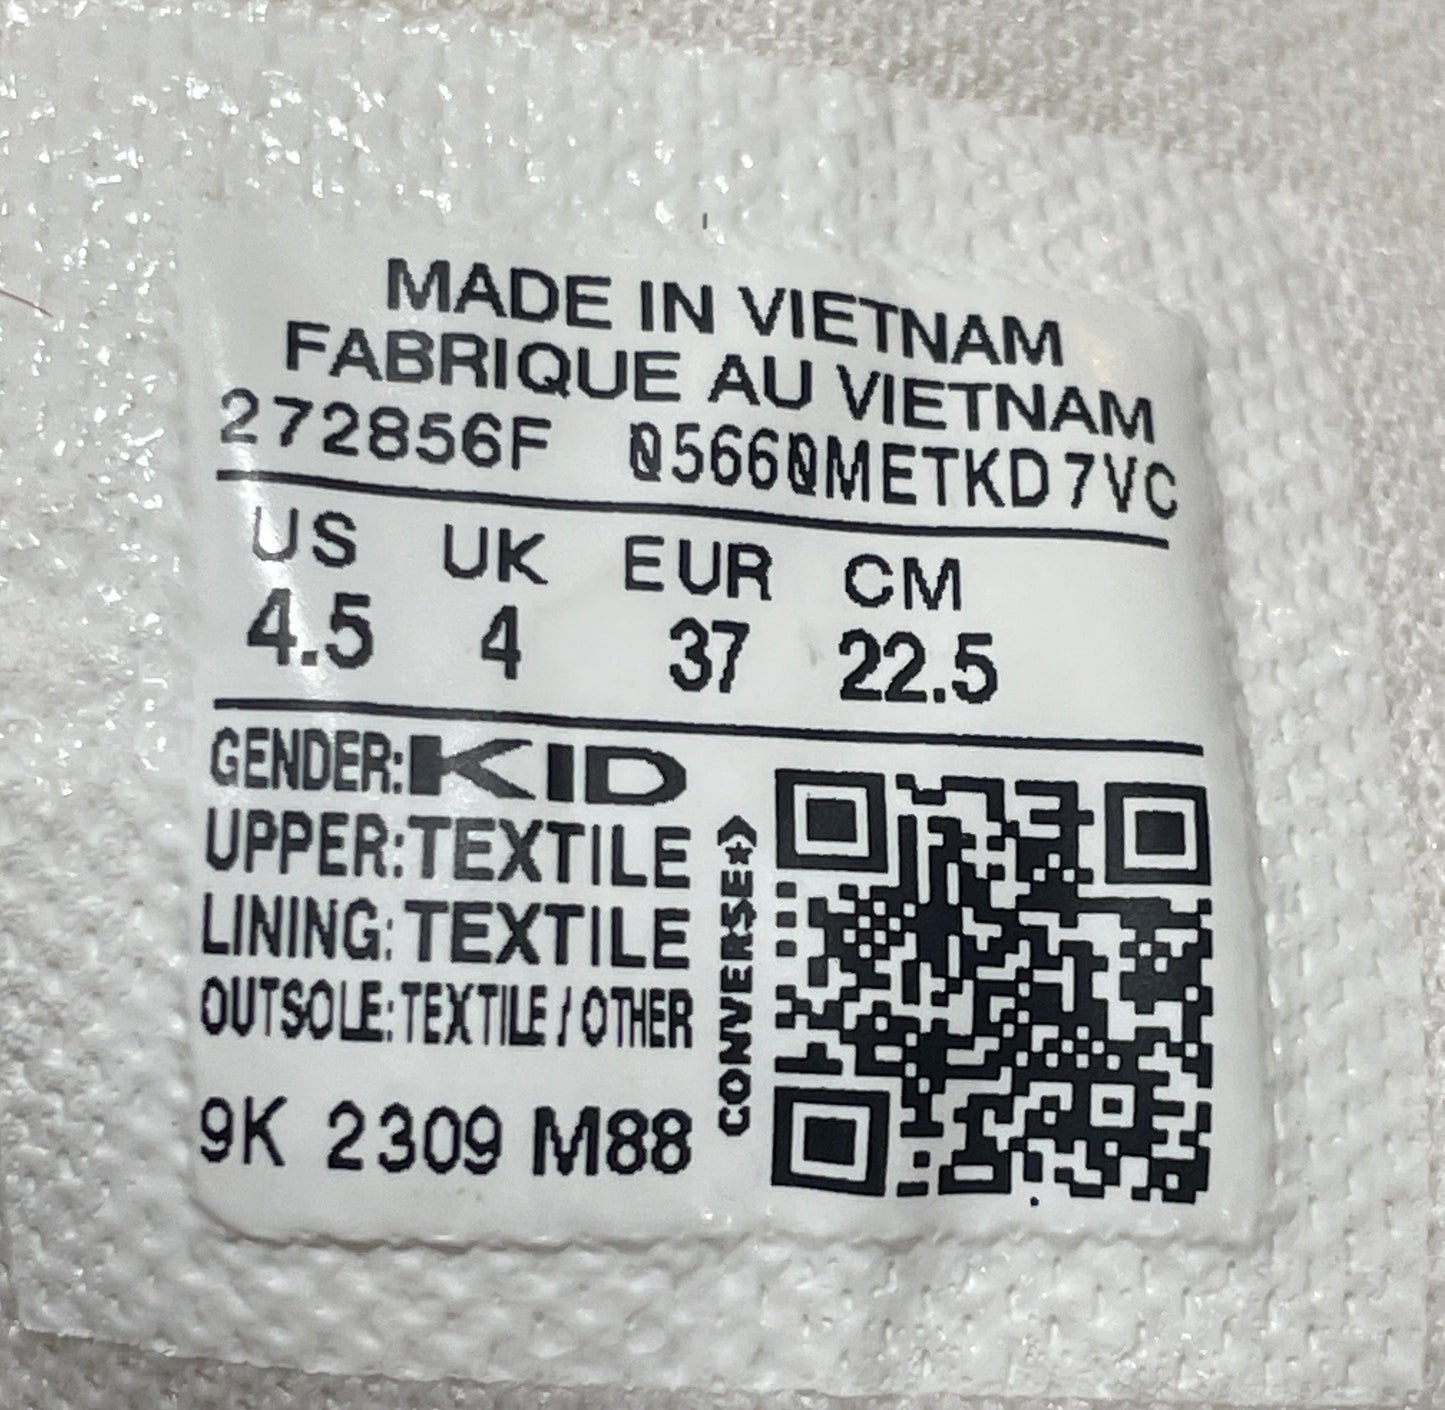 MADE IN VIETNAM
FABRIQUE AU VIETNAM
272856F 05660METKD7VC
US UK EUR CM
4.5 4 37 22.5
GENDER:KID
UPPER:TEXTILE
LINING:TEXTILE
OUTSOLE:TEXTILE/OTHER
9K 2309 M88
CONVERSE